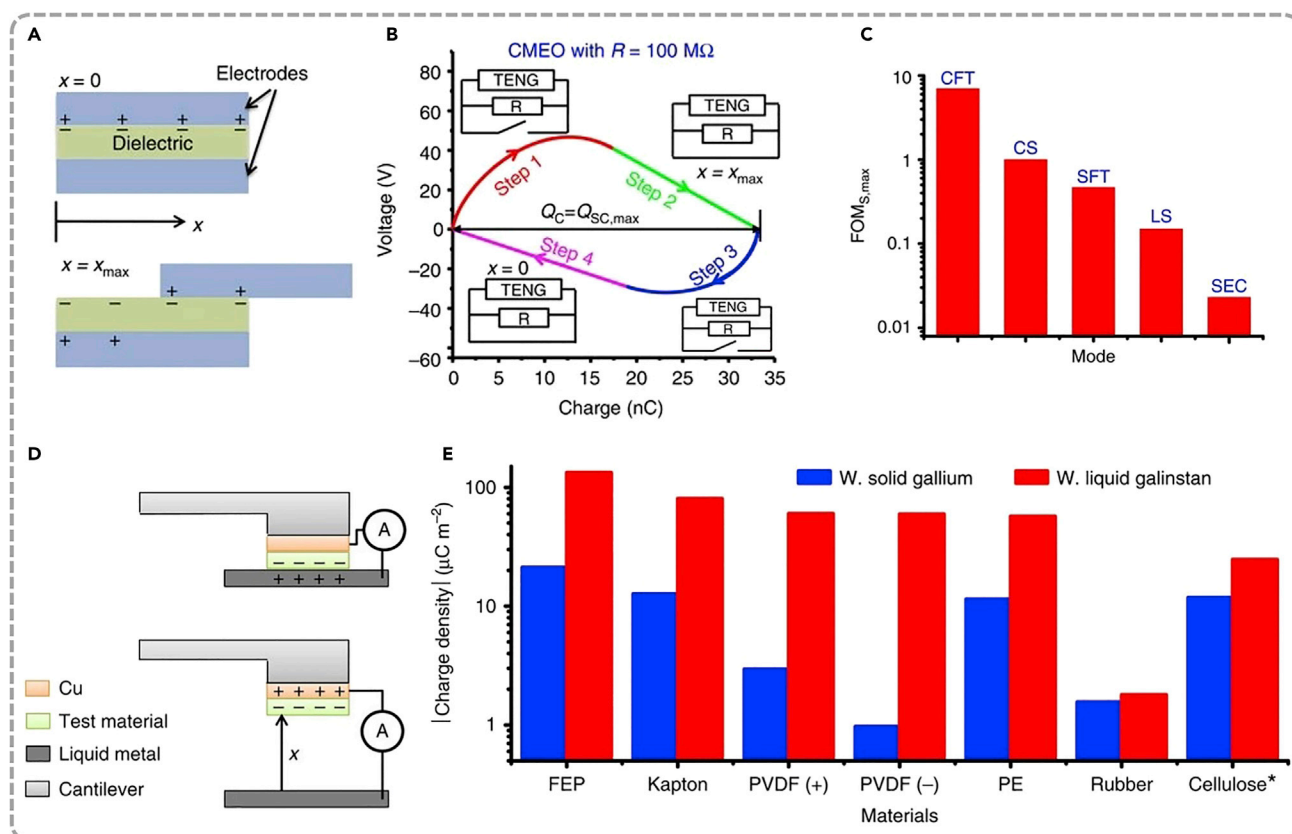 A
x = 0
Electrodes
+ + + +
− − − −
Dielectric
x
x = xmax
+ +
− − − −
+ +
B
CMEO with R = 100 MΩ
Voltage (V)
80
60
40
20
0
−20
−40
−60
TENG
R
TENG
R
x = xmax
Step 1
Step 2
QC=QSC,max
Step 4
Step 3
x = 0
TENG
R
TENG
R
0 5 10 15 20 25 30 35
Charge (nC)
C
FOMS,max
10
1
0.1
0.01
CFT
CS
SFT
LS
SEC
Mode
D
A
− − − −
+ + + +
+ + + +
− − − −
A
x
Cu
Test material
Liquid metal
Cantilever
E
W. solid gallium
W. liquid galinstan
|Charge density| (μC m⁻²)
100
10
1
FEP Kapton PVDF (+) PVDF (−) PE Rubber Cellulose*
Materials